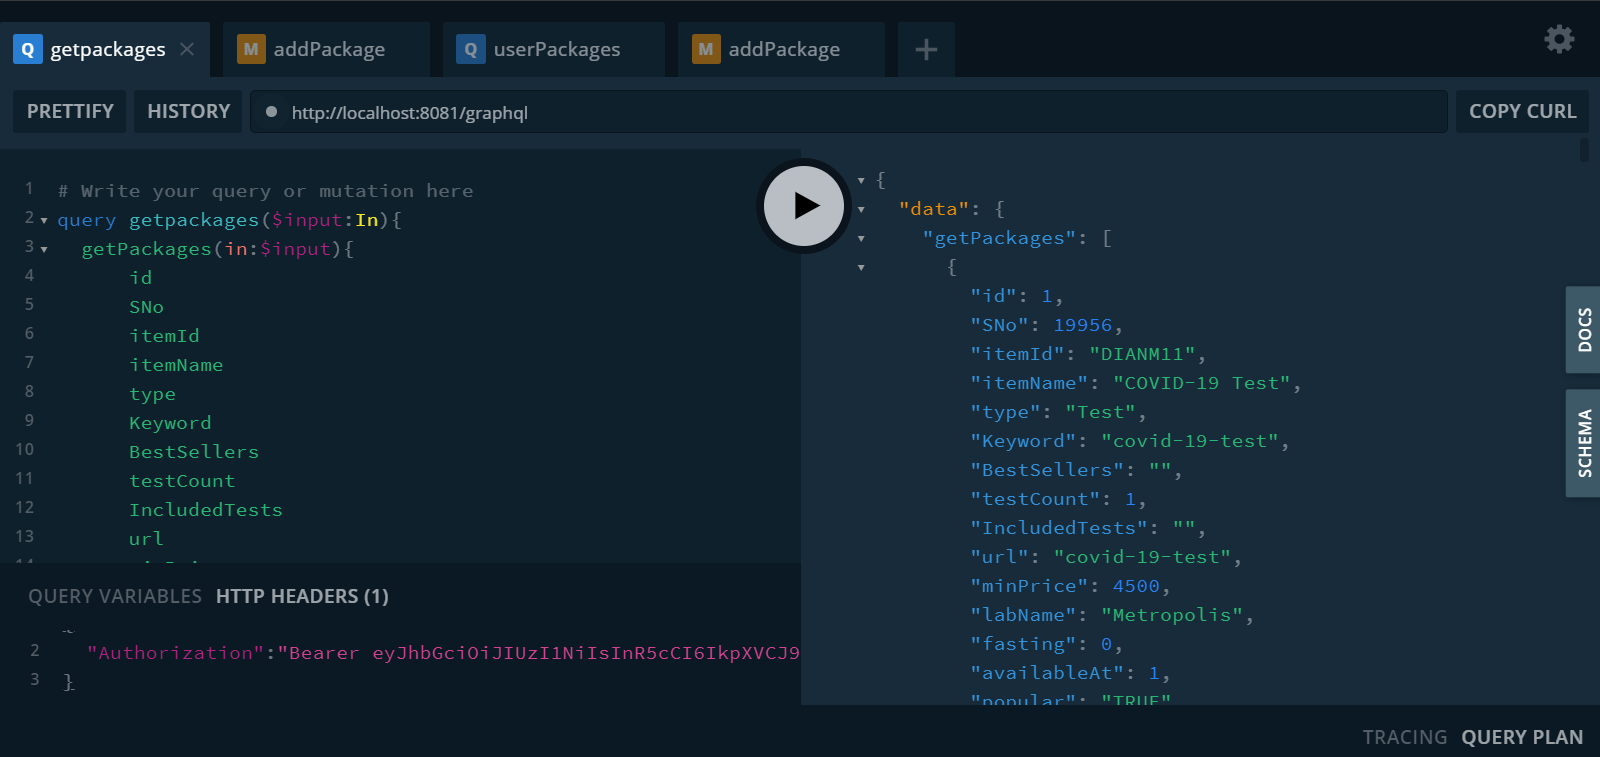 Q getpackages × M addPackage Q userPackages M addPackage +
PRETTIFY HISTORY http://localhost:8081/graphql COPY CURL
1 # Write your query or mutation here
2 query getpackages($input:In){
3 getPackages(in:$input){
4 id
5 SNo
6 itemId
7 itemName
8 type
9 Keyword
10 BestSellers
11 testCount
12 IncludedTests
13 url
QUERY VARIABLES HTTP HEADERS (1)
2 "Authorization":"Bearer eyJhbGciOiJIUzI1NiIsInR5cCI6IkpXVCJ9
3 }
{
"data": {
"getPackages": [
{
"id": 1,
"SNo": 19956,
"itemId": "DIANM11",
"itemName": "COVID-19 Test",
"type": "Test",
"Keyword": "covid-19-test",
"BestSellers": "",
"testCount": 1,
"IncludedTests": "",
"url": "covid-19-test",
"minPrice": 4500,
"labName": "Metropolis",
"fasting": 0,
"availableAt": 1,
"popular": "TRUE"
DOCS
SCHEMA
TRACING QUERY PLAN